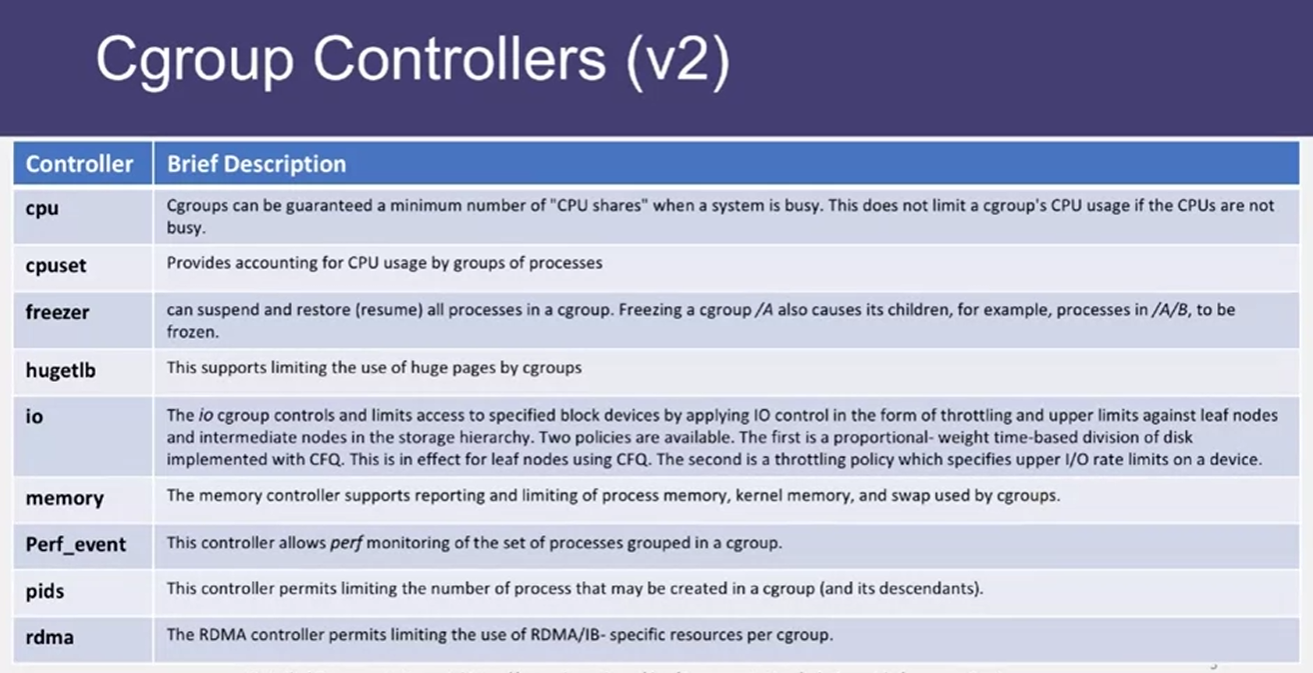 Cgroup Controllers (v2)
Controller Brief Description
cpu Cgroups can be guaranteed a minimum number of "CPU shares" when a system is busy. This does not limit a cgroup's CPU usage if the CPUs are not
busy.
cpuset Provides accounting for CPU usage by groups of processes
freezer can suspend and restore (resume) all processes in a cgroup. Freezing a cgroup /A also causes its children, for example, processes in /A/B, to be
frozen.
hugetlb This supports limiting the use of huge pages by cgroups
io The io cgroup controls and limits access to specified block devices by applying IO control in the form of throttling and upper limits against leaf nodes
and intermediate nodes in the storage hierarchy. Two policies are available. The first is a proportional- weight time-based division of disk
implemented with CFQ. This is in effect for leaf nodes using CFQ. The second is a throttling policy which specifies upper I/O rate limits on a device.
memory The memory controller supports reporting and limiting of process memory, kernel memory, and swap used by cgroups.
Perf_event This controller allows perf monitoring of the set of processes grouped in a cgroup.
pids This controller permits limiting the number of process that may be created in a cgroup (and its descendants).
rdma The RDMA controller permits limiting the use of RDMA/IB- specific resources per cgroup.